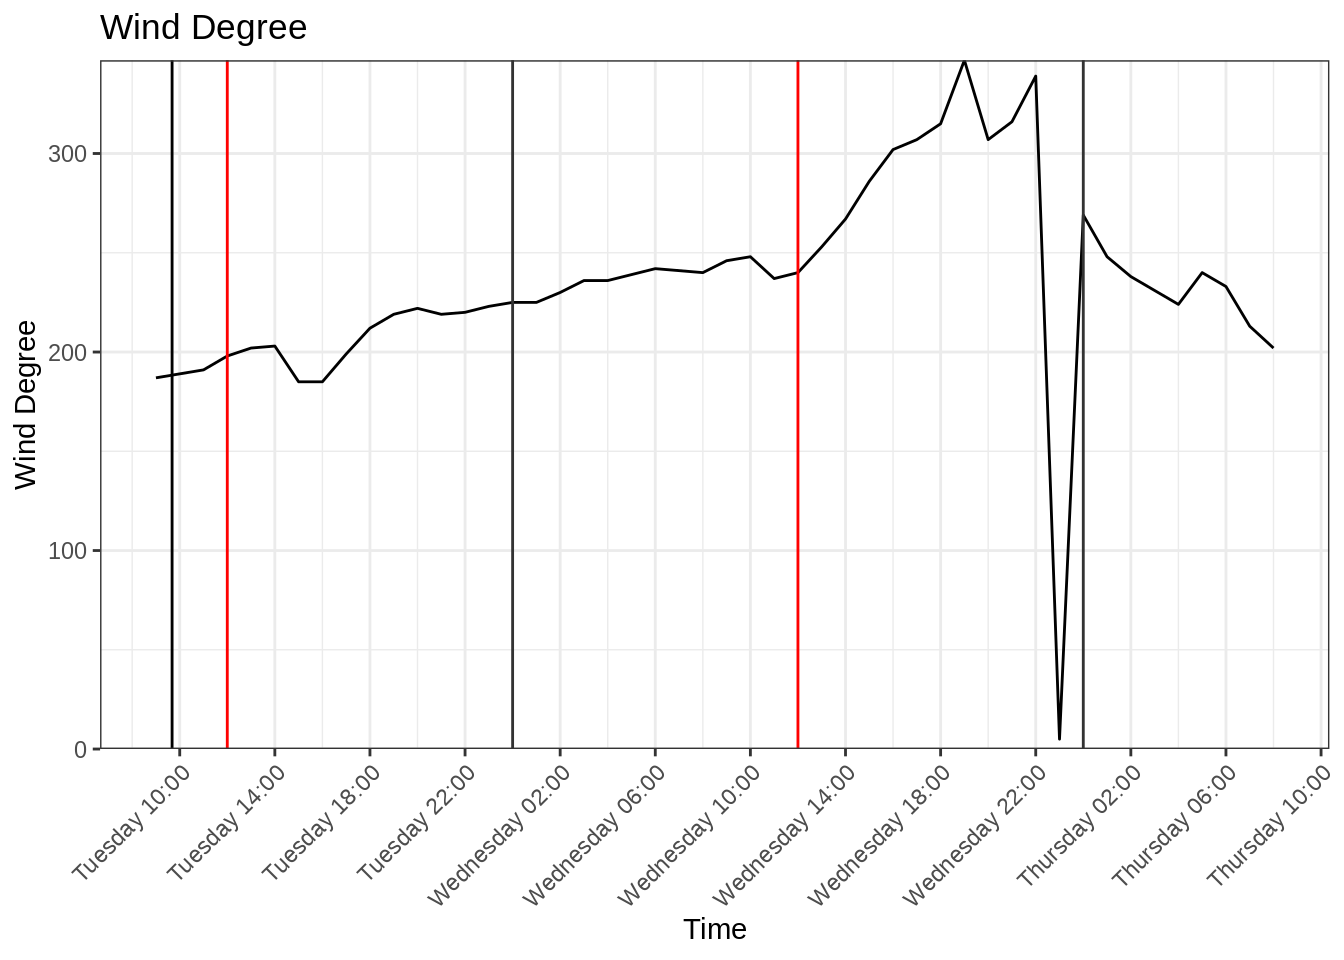 Wind Degree
Wind Degree
300
200
100
0
Tuesday 10:00
Tuesday 14:00
Tuesday 18:00
Tuesday 22:00
Wednesday 02:00
Wednesday 06:00
Wednesday 10:00
Wednesday 14:00
Wednesday 18:00
Wednesday 22:00
Thursday 02:00
Thursday 06:00
Thursday 10:00
Time